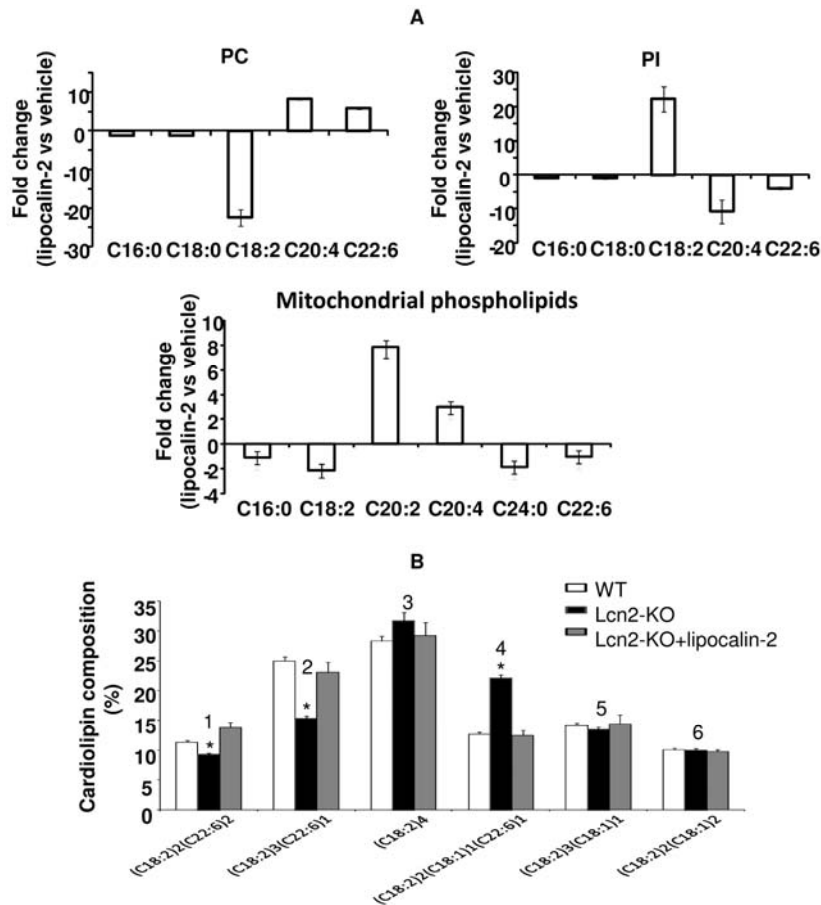 A
PC
Fold change
(lipocalin-2 vs vehicle)
10
0
-10
-20
-30
C16:0 C18:0 C18:2 C20:4 C22:6
PI
Fold change
(lipocalin-2 vs vehicle)
30
20
10
0
-10
-20
C16:0 C18:0 C18:2 C20:4 C22:6
Mitochondrial phospholipids
Fold change
(lipocalin-2 vs vehicle)
10
8
6
4
2
0
-2
-4
C16:0 C18:2 C20:2 C20:4 C24:0 C22:6
B
Cardiolipin composition
(%)
35
30
25
20
15
10
5
0
WT
Lcn2-KO
Lcn2-KO+lipocalin-2
1
*
2
*
3
4
*
5
6
(C18:2)2(C22:6)2
(C18:2)3(C22:6)1
(C18:2)4
(C18:2)2(C18:1)1(C22:6)1
(C18:2)3(C18:1)1
(C18:2)2(C18:1)2